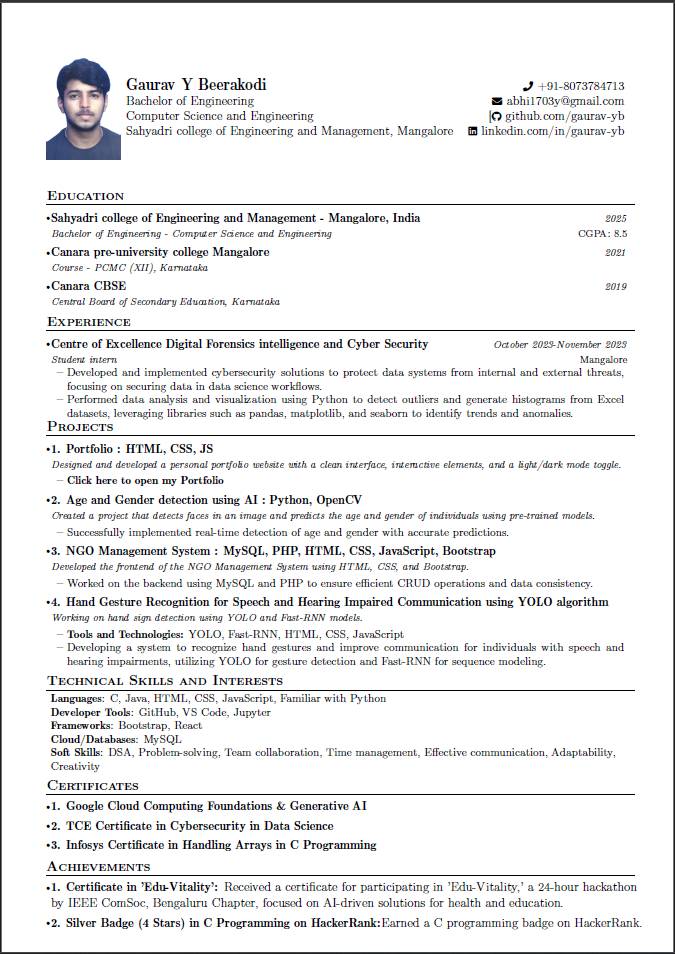 Gaurav Y Beerakodi
+91-8073784713
Bachelor of Engineering
abhi1703y@gmail.com
Computer Science and Engineering
|github.com/gaurav-yb
Sahyadri college of Engineering and Management, Mangalore
linkedin.com/in/gaurav-yb
EDUCATION
•Sahyadri college of Engineering and Management - Mangalore, India 2025
Bachelor of Engineering - Computer Science and Engineering CGPA: 8.5
•Canara pre-university college Mangalore 2021
Course - PCMC (XII), Karnataka
•Canara CBSE 2019
Central Board of Secondary Education, Karnataka
EXPERIENCE
•Centre of Excellence Digital Forensics intelligence and Cyber Security October 2023-November 2023
Student intern Mangalore
– Developed and implemented cybersecurity solutions to protect data systems from internal and external threats,
focusing on securing data in data science workflows.
– Performed data analysis and visualization using Python to detect outliers and generate histograms from Excel
datasets, leveraging libraries such as pandas, matplotlib, and seaborn to identify trends and anomalies.
PROJECTS
•1. Portfolio : HTML, CSS, JS
Designed and developed a personal portfolio website with a clean interface, interactive elements, and a light/dark mode toggle.
– Click here to open my Portfolio
•2. Age and Gender detection using AI : Python, OpenCV
Created a project that detects faces in an image and predicts the age and gender of individuals using pre-trained models.
– Successfully implemented real-time detection of age and gender with accurate predictions.
•3. NGO Management System : MySQL, PHP, HTML, CSS, JavaScript, Bootstrap
Developed the frontend of the NGO Management System using HTML, CSS, and Bootstrap.
– Worked on the backend using MySQL and PHP to ensure efficient CRUD operations and data consistency.
•4. Hand Gesture Recognition for Speech and Hearing Impaired Communication using YOLO algorithm
Working on hand sign detection using YOLO and Fast-RNN models.
– Tools and Technologies: YOLO, Fast-RNN, HTML, CSS, JavaScript
– Developing a system to recognize hand gestures and improve communication for individuals with speech and
hearing impairments, utilizing YOLO for gesture detection and Fast-RNN for sequence modeling.
TECHNICAL SKILLS AND INTERESTS
Languages: C, Java, HTML, CSS, JavaScript, Familiar with Python
Developer Tools: GitHub, VS Code, Jupyter
Frameworks: Bootstrap, React
Cloud/Databases: MySQL
Soft Skills: DSA, Problem-solving, Team collaboration, Time management, Effective communication, Adaptability,
Creativity
CERTIFICATES
•1. Google Cloud Computing Foundations & Generative AI
•2. TCE Certificate in Cybersecurity in Data Science
•3. Infosys Certificate in Handling Arrays in C Programming
ACHIEVEMENTS
•1. Certificate in 'Edu-Vitality': Received a certificate for participating in 'Edu-Vitality,' a 24-hour hackathon
by IEEE ComSoc, Bengaluru Chapter, focused on AI-driven solutions for health and education.
•2. Silver Badge (4 Stars) in C Programming on HackerRank:Earned a C programming badge on HackerRank.